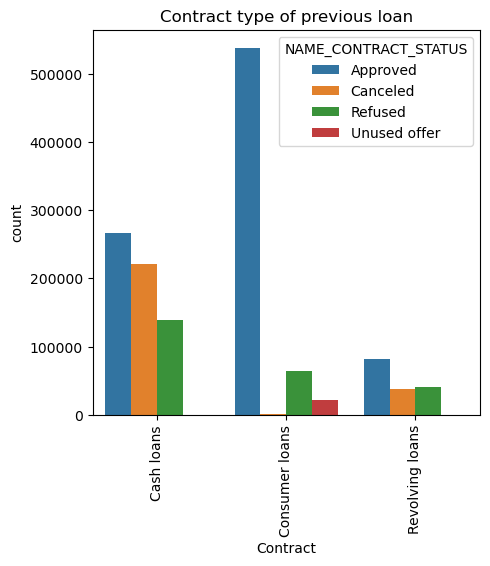 Contract type of previous loan
NAME_CONTRACT_STATUS
Approved
Canceled
Refused
Unused offer
count
500000
400000
300000
200000
100000
0
Cash loans
Consumer loans
Revolving loans
Contract